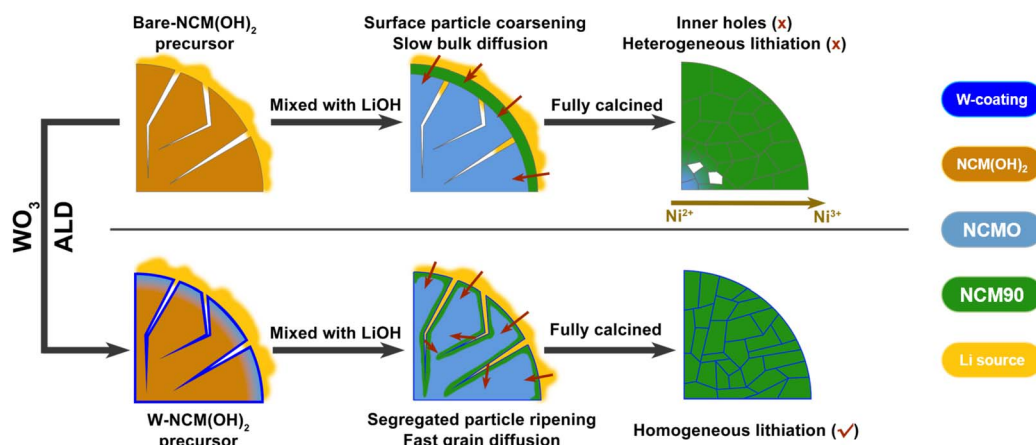 Bare-NCM(OH)₂
precursor
Surface particle coarsening
Slow bulk diffusion
Inner holes (x)
Heterogeneous lithiation (x)
Mixed with LiOH
Fully calcined
Ni²⁺
Ni³⁺
WO₃
ALD
Mixed with LiOH
Fully calcined
W-NCM(OH)₂
precursor
Segregated particle ripening
Fast grain diffusion
Homogeneous lithiation (√)
W-coating
NCM(OH)₂
NCMO
NCM90
Li source